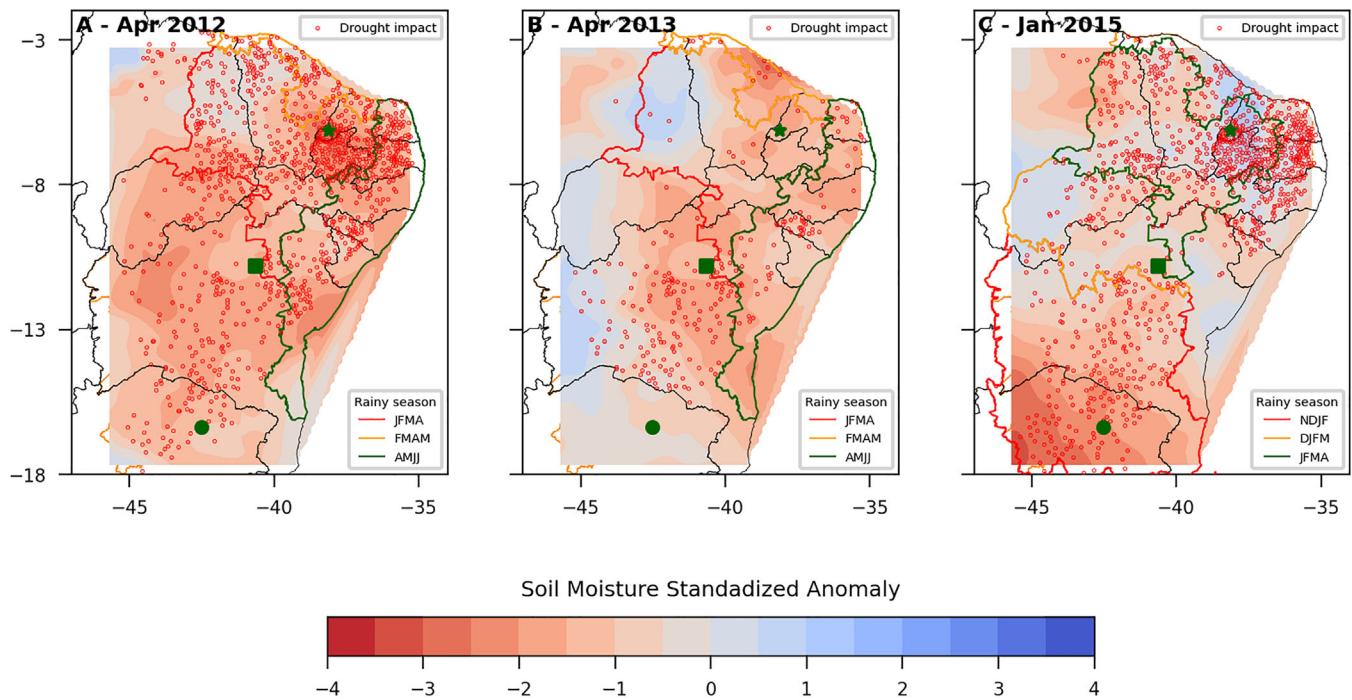 A - Apr 2012
Drought impact
B - Apr 2013
Drought impact
C - Jan 2015
Drought impact
−3
−8
−13
−18
Rainy season
JFMA
FMAM
AMJJ
Rainy season
JFMA
FMAM
AMJJ
Rainy season
NDJF
DJFM
JFMA
−45 −40 −35
−45 −40 −35
−45 −40 −35
Soil Moisture Standadized Anomaly
−4 −3 −2 −1 0 1 2 3 4